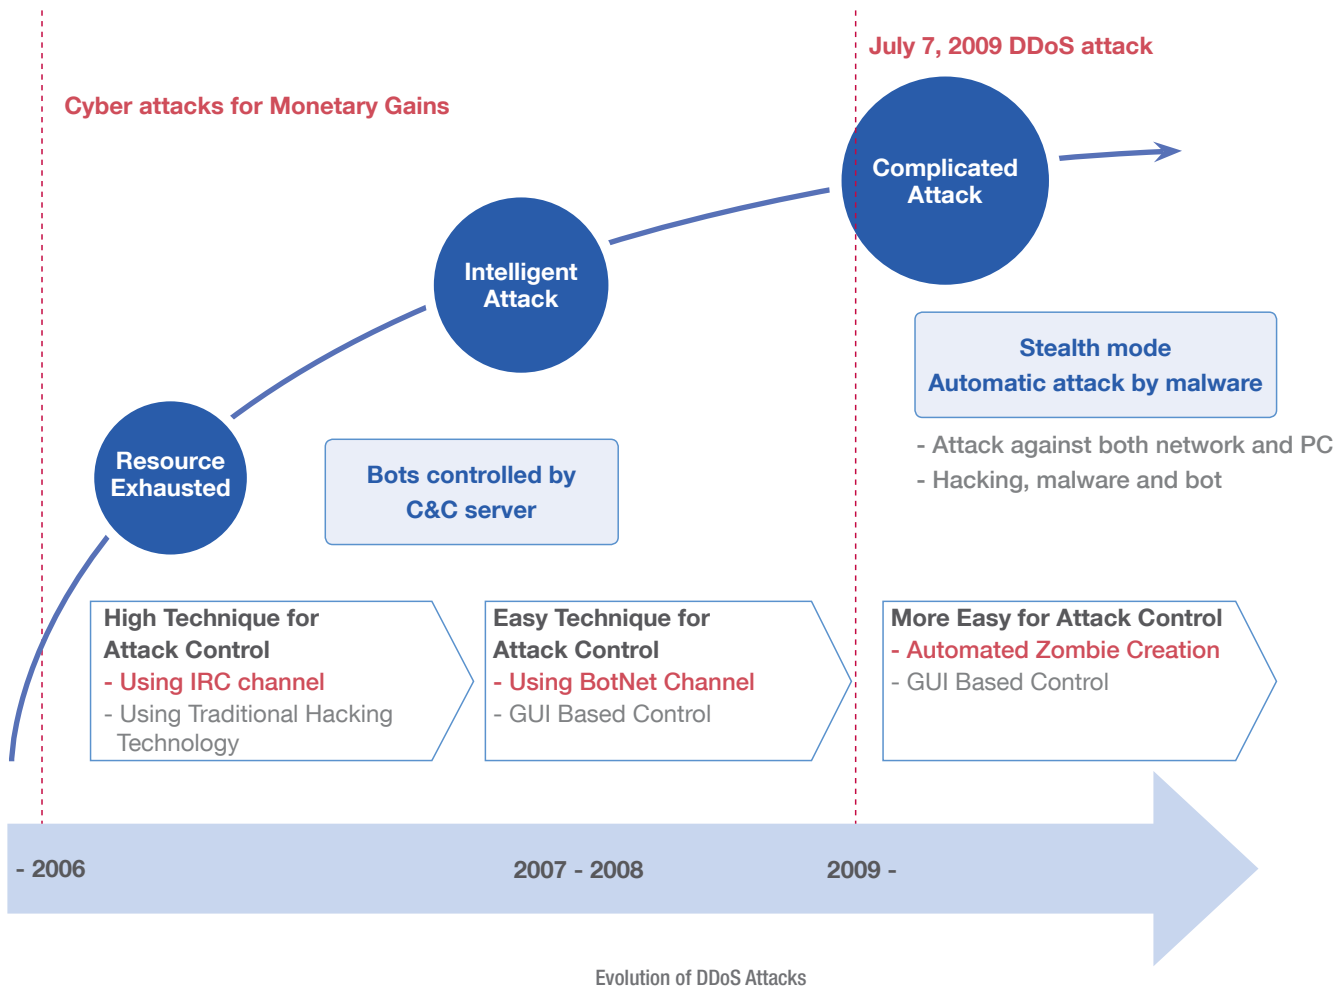 July 7, 2009 DDoS attack
Cyber attacks for Monetary Gains
Complicated
Attack
Intelligent
Attack
Stealth mode
Automatic attack by malware
- Attack against both network and PC
- Hacking, malware and bot
Resource
Exhausted
Bots controlled by
C&C server
High Technique for
Attack Control
- Using IRC channel
- Using Traditional Hacking
Technology
Easy Technique for
Attack Control
- Using BotNet Channel
- GUI Based Control
More Easy for Attack Control
- Automated Zombie Creation
- GUI Based Control
- 2006
2007 - 2008
2009 -
Evolution of DDoS Attacks